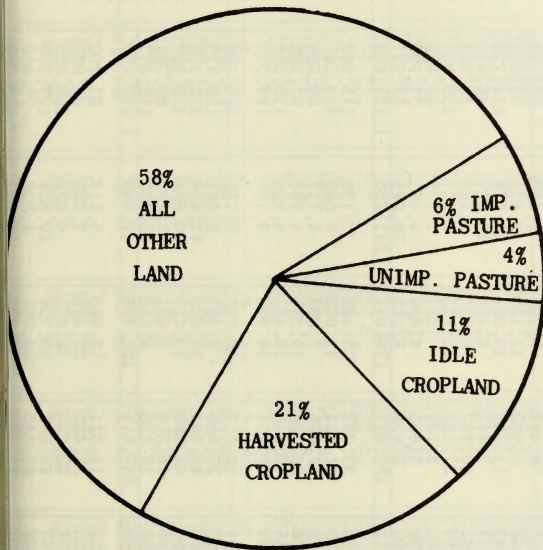 58%
ALL
OTHER
LAND
6% IMP.
PASTURE
4%
UNIMP. PASTURE
11%
IDLE
CROPLAND
21%
HARVESTED
CROPLAND